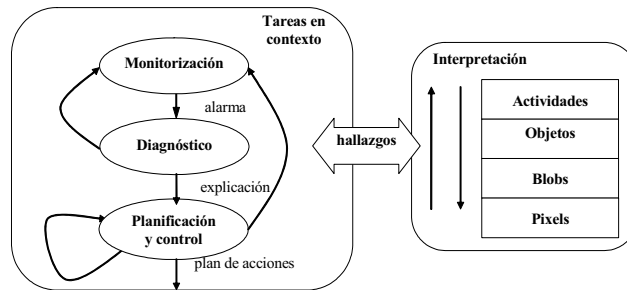 Tareas en
contexto
Monitorización
alarma
Diagnóstico
explicación
Planificación
y control
plan de acciones
hallazgos
Interpretación
Actividades
Objetos
Blobs
Pixels